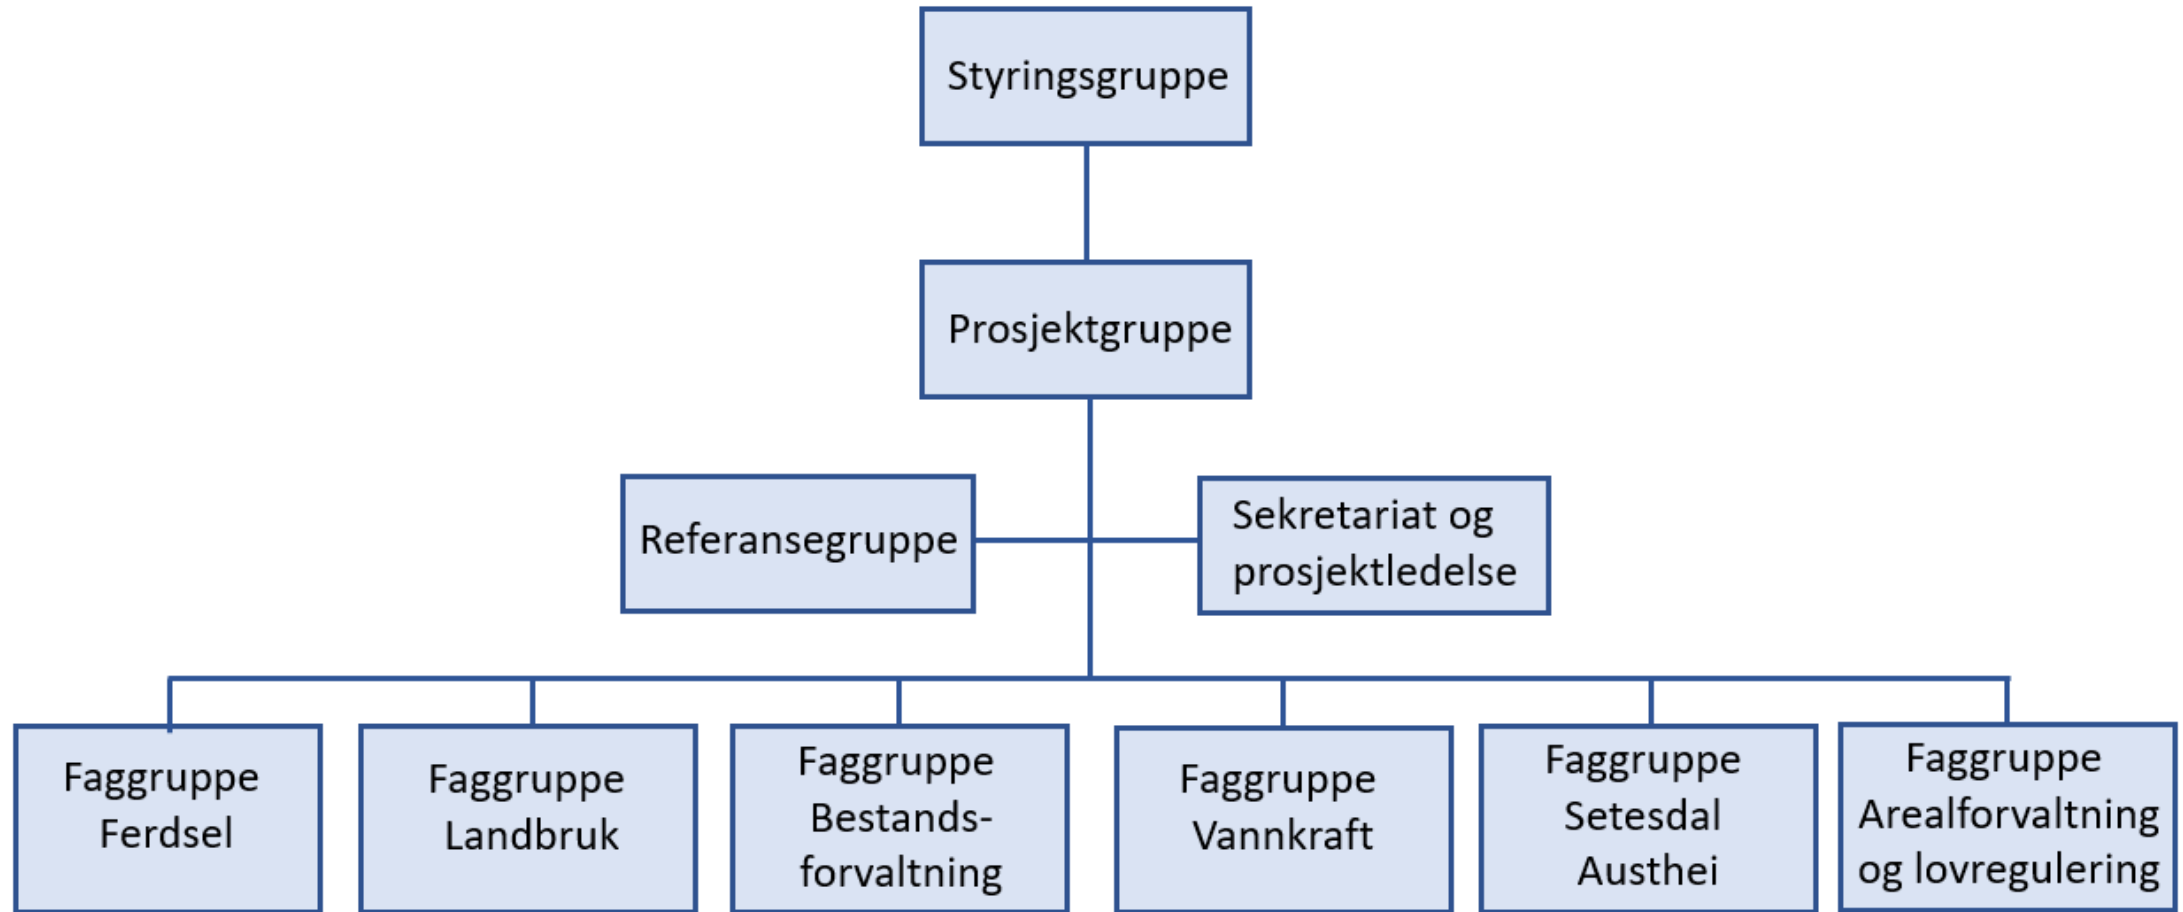 Styringsgruppe
Prosjektgruppe
Referansegruppe
Sekretariat og
prosjektledelse
Faggruppe
Ferdsel
Faggruppe
Landbruk
Faggruppe
Bestands-
forvaltning
Faggruppe
Vannkraft
Faggruppe
Setesdal
Austhei
Faggruppe
Arealforvaltning
og lovregulering